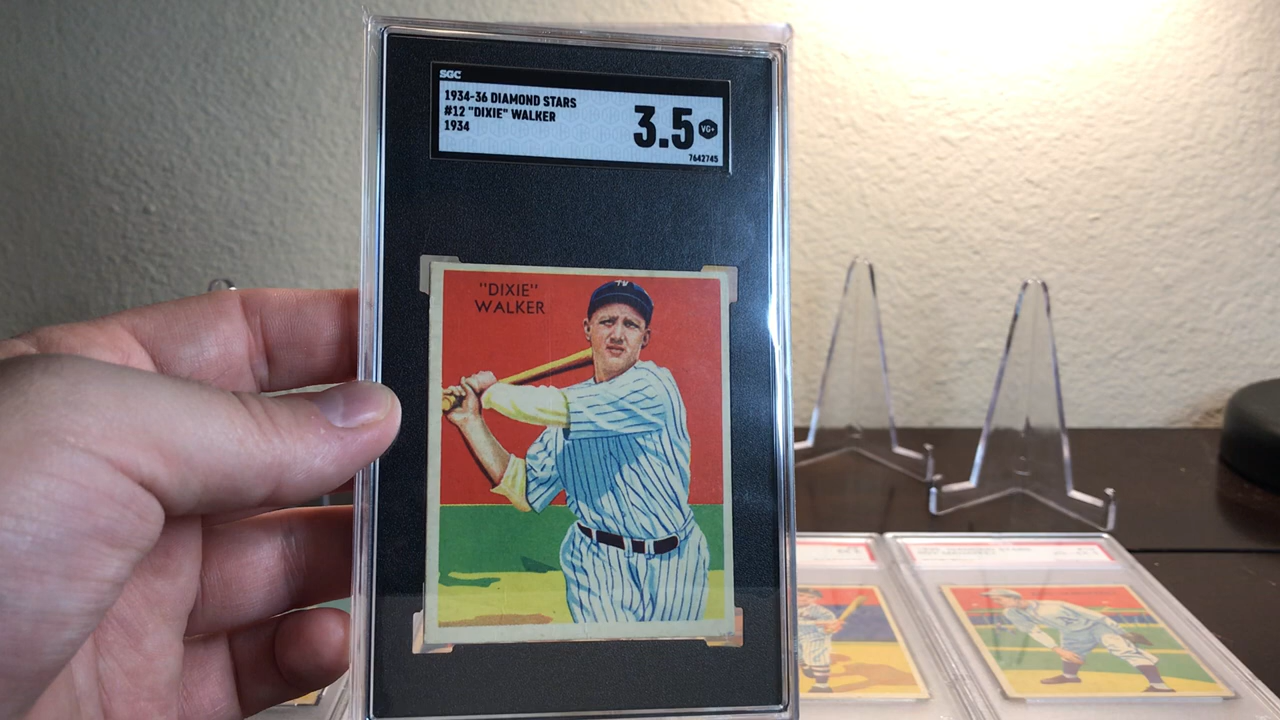 SGC
1934-36 DIAMOND STARS
#12 "DIXIE" WALKER
1934
3.5
VG+
7642745
"DIXIE"
WALKER